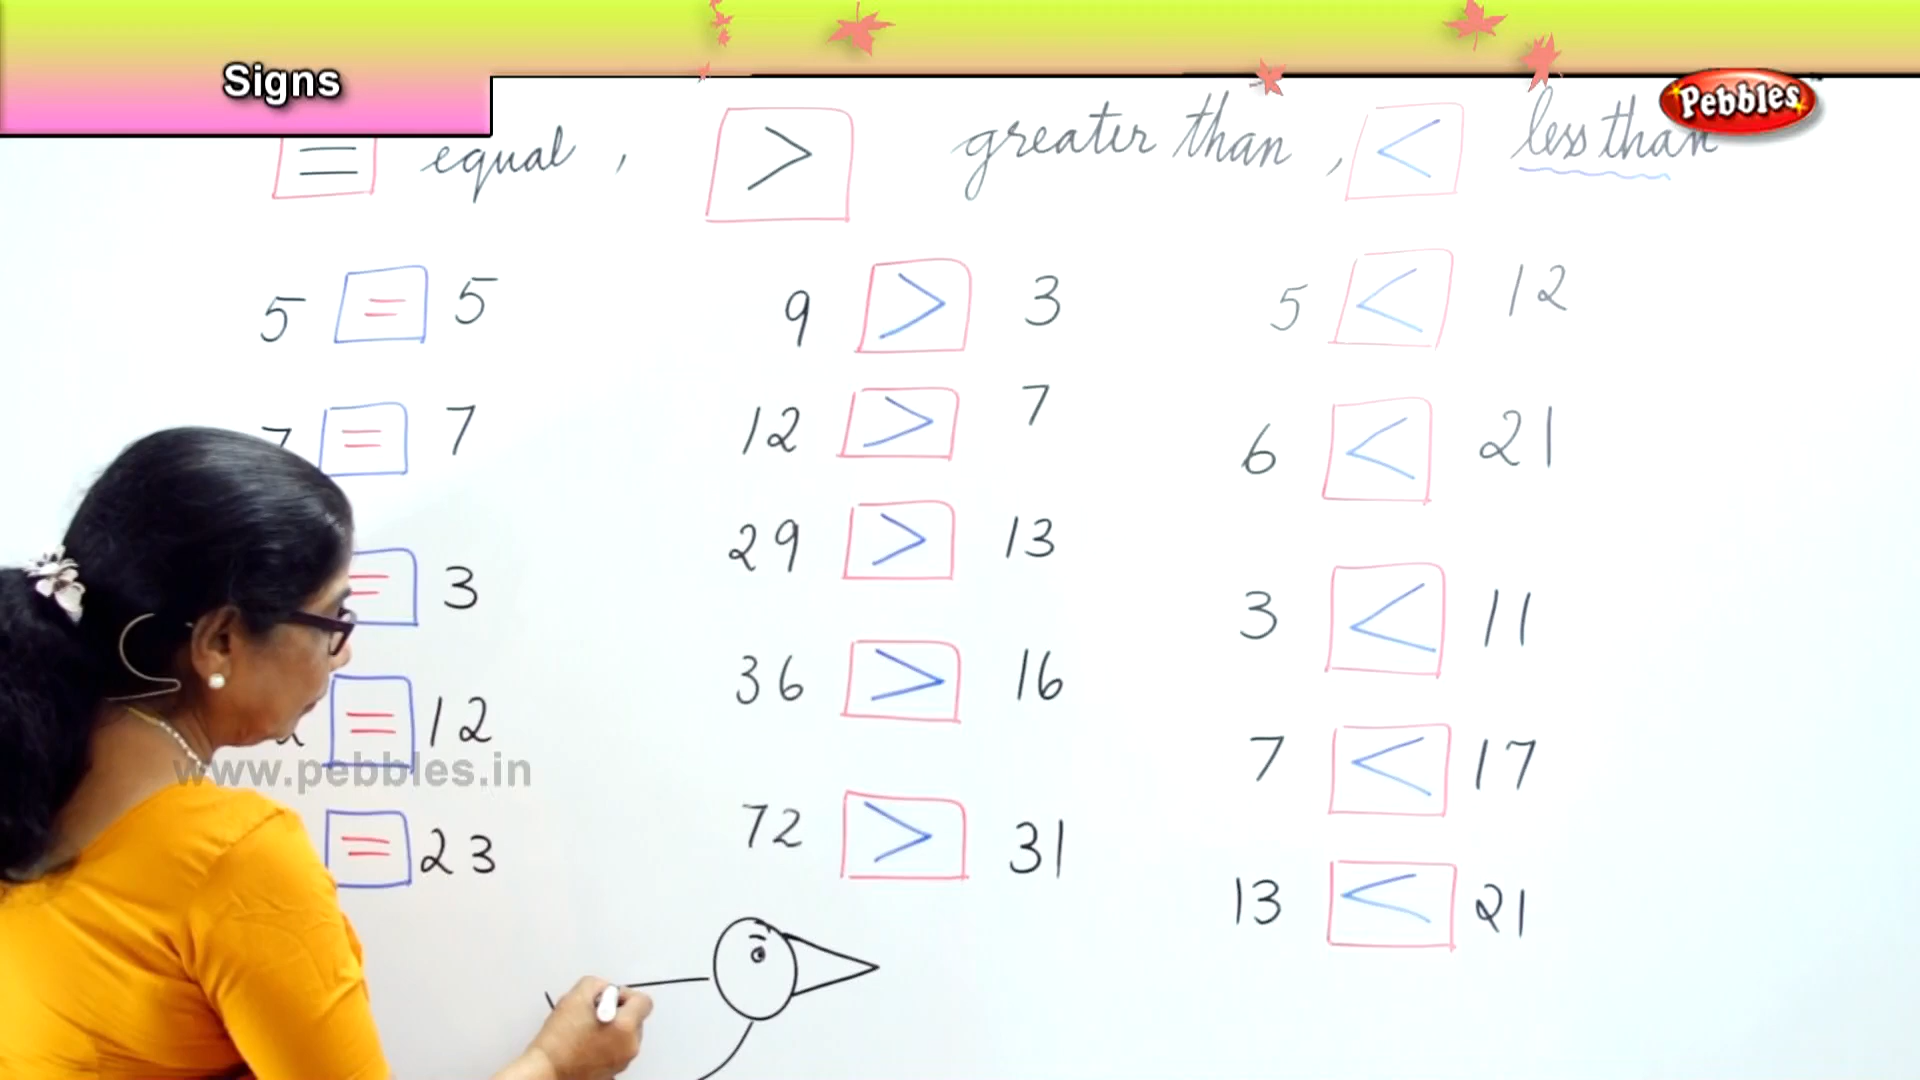 Signs
Pebbles
= equal , > greater than , < less than
5 = 5 9 > 3 5 < 12
7 = 7 12 > 7 6 < 21
= 3 29 > 13 3 < 11
= 12 36 > 16 7 < 17
= 23 72 > 31 13 < 21
www.pebbles.in